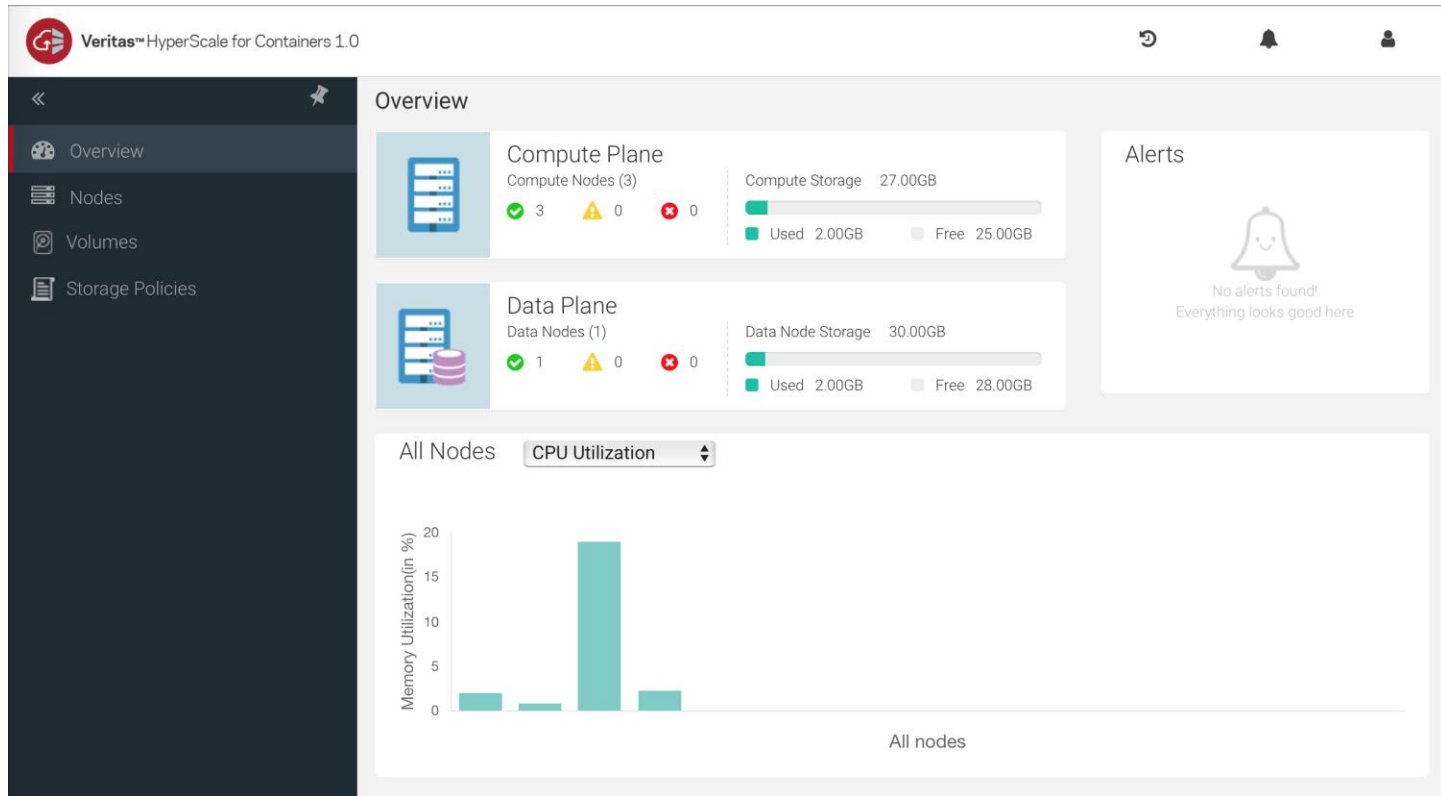 Veritas™ HyperScale for Containers 1.0
Overview
Nodes
Volumes
Storage Policies
Overview
Compute Plane
Compute Nodes (3)
3 0 0
Compute Storage 27.00GB
Used 2.00GB Free 25.00GB
Data Plane
Data Nodes (1)
1 0 0
Data Node Storage 30.00GB
Used 2.00GB Free 28.00GB
Alerts
No alerts found!
Everything looks good here
All Nodes CPU Utilization
Memory Utilization(in %)
20
15
10
5
0
All nodes